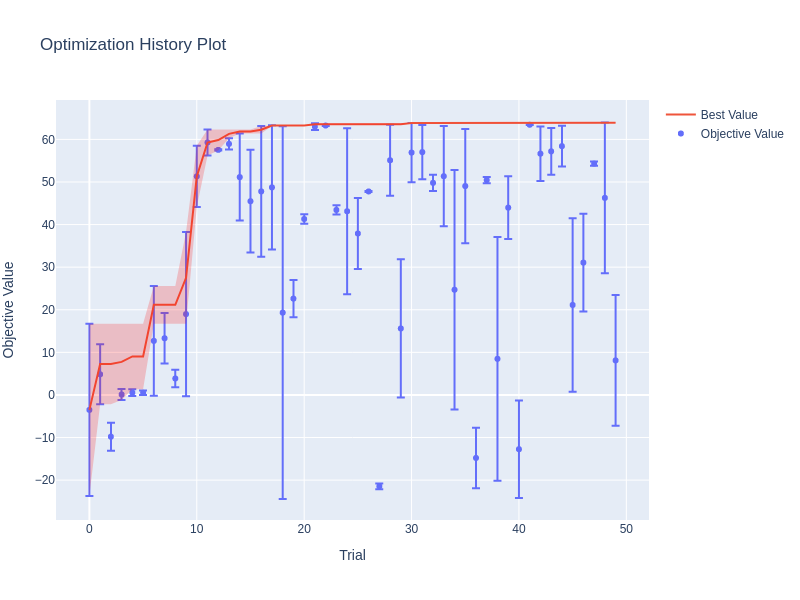 Optimization History Plot
Best Value
Objective Value
60
50
40
30
20
10
0
−10
−20
Objective Value
0 10 20 30 40 50
Trial